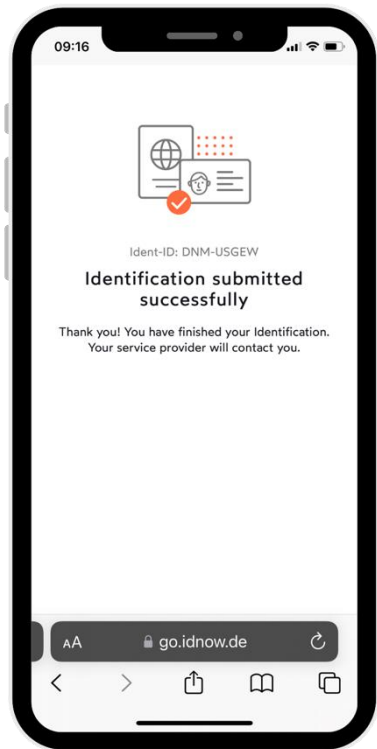 09:16
Ident-ID: DNM-USGEW
Identification submitted
successfully
Thank you! You have finished your Identification.
Your service provider will contact you.
AA go.idnow.de